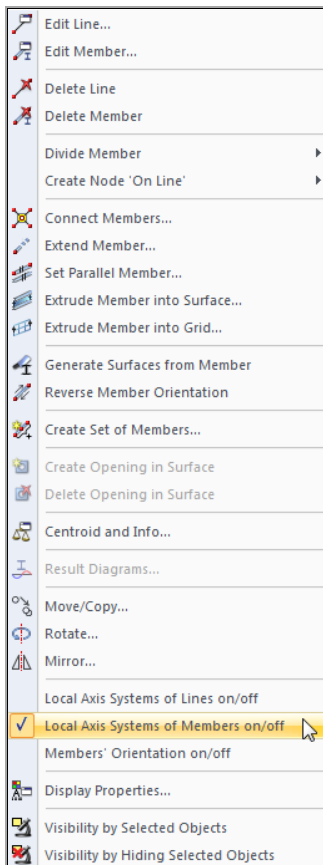 Edit Line...
Edit Member...
Delete Line
Delete Member
Divide Member
Create Node 'On Line'
Connect Members...
Extend Member...
Set Parallel Member...
Extrude Member into Surface...
Extrude Member into Grid...
Generate Surfaces from Member
Reverse Member Orientation
Create Set of Members...
Create Opening in Surface
Delete Opening in Surface
Centroid and Info...
Result Diagrams...
Move/Copy...
Rotate...
Mirror...
Local Axis Systems of Lines on/off
Local Axis Systems of Members on/off
Members' Orientation on/off
Display Properties...
Visibility by Selected Objects
Visibility by Hiding Selected Objects